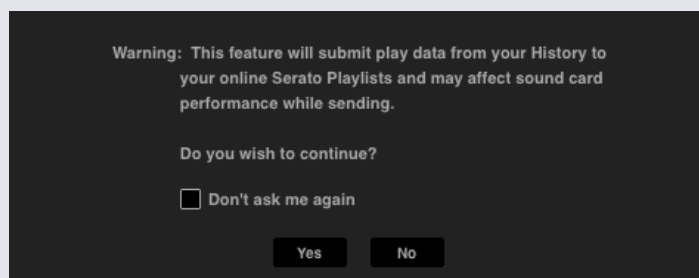 Warning: This feature will submit play data from your History to
your online Serato Playlists and may affect sound card
performance while sending.
Do you wish to continue?
Don't ask me again
Yes No